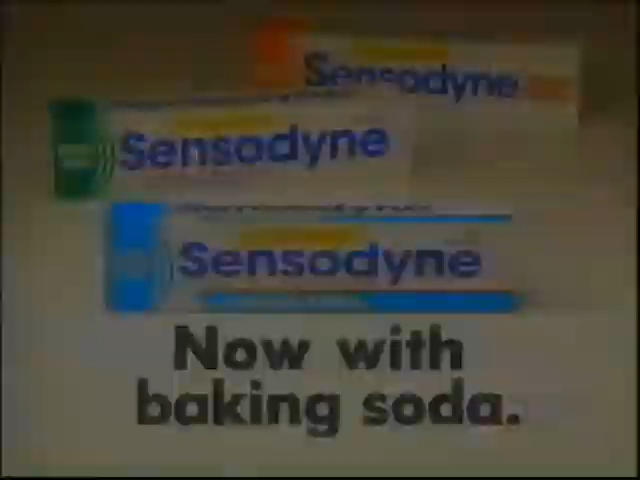 Sensodyne
Sensodyne
Sensodyne
Now with
baking soda.